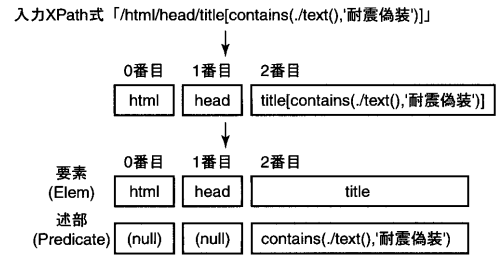 入力XPath式「/html/head/title[contains(./text(),'耐震偽装')]」
0番目 1番目 2番目
html head title[contains(./text(),'耐震偽装')]
0番目 1番目 2番目
要素
(Elem) html head title
述部
(Predicate) (null) (null) contains(./text(),'耐震偽装')